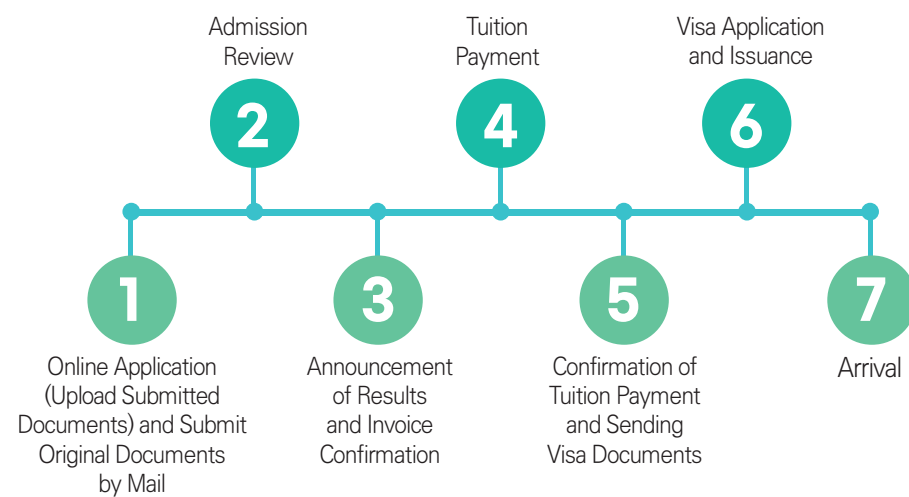 Admission
Review
2
Tuition
Payment
4
Visa Application
and Issuance
6
1
Online Application
(Upload Submitted
Documents) and Submit
Original Documents
by Mail
3
Announcement
of Results
and Invoice
Confirmation
5
Confirmation of
Tuition Payment
and Sending
Visa Documents
7
Arrival